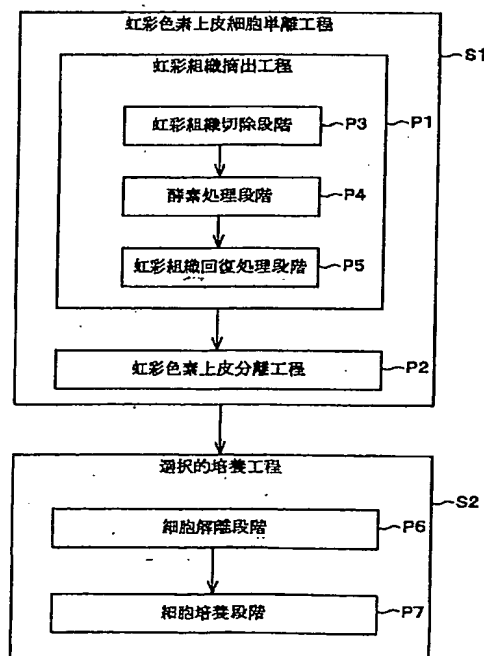 虹彩色素上皮細胞単離工程
S1
虹彩組織摘出工程
P1
虹彩組織切除段階
P3
酵素処理段階
P4
虹彩組織回復処理段階
P5
虹彩色素上皮分離工程
P2
選択的培養工程
S2
細胞解離段階
P6
細胞培養段階
P7